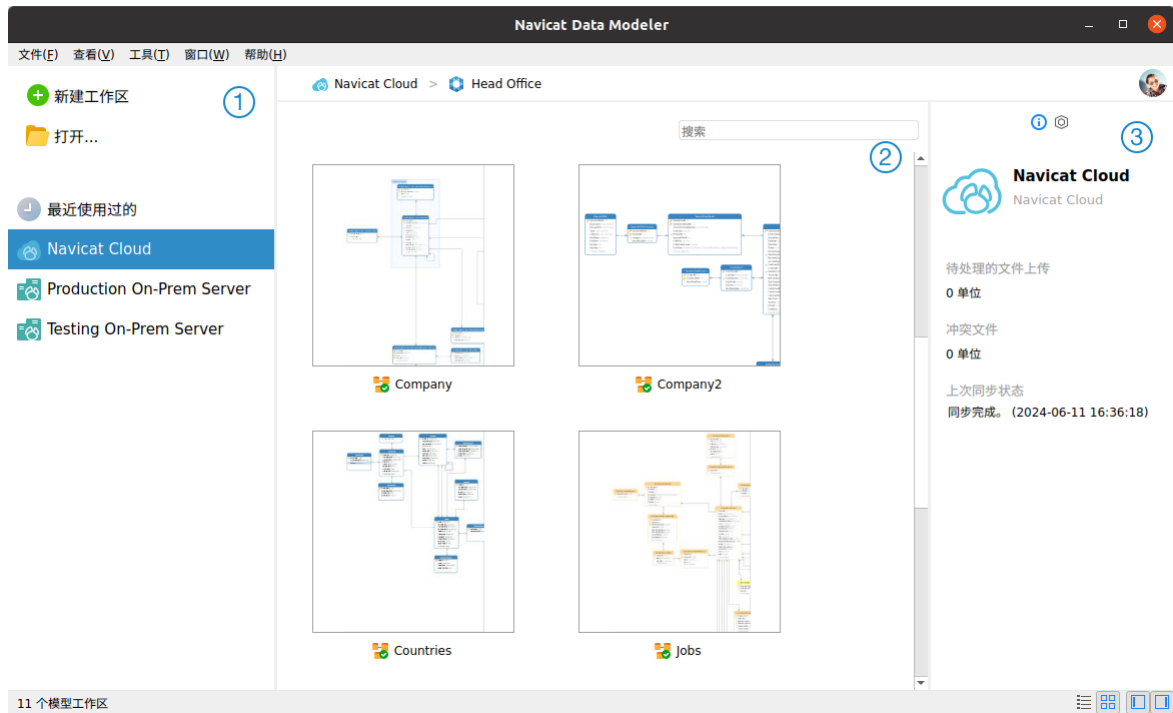 Navicat Data Modeler
文件(F) 查看(V) 工具(T) 窗口(W) 帮助(H)
新建工作区
①
打开...
最近使用过的
Navicat Cloud
Production On-Prem Server
Testing On-Prem Server
Navicat Cloud > Head Office
搜索
②
Company
Company2
Countries
Jobs
③
Navicat Cloud
Navicat Cloud
待处理的文件上传
0 单位
冲突文件
0 单位
上次同步状态
同步完成。 (2024-06-11 16:36:18)
11 个模型工作区